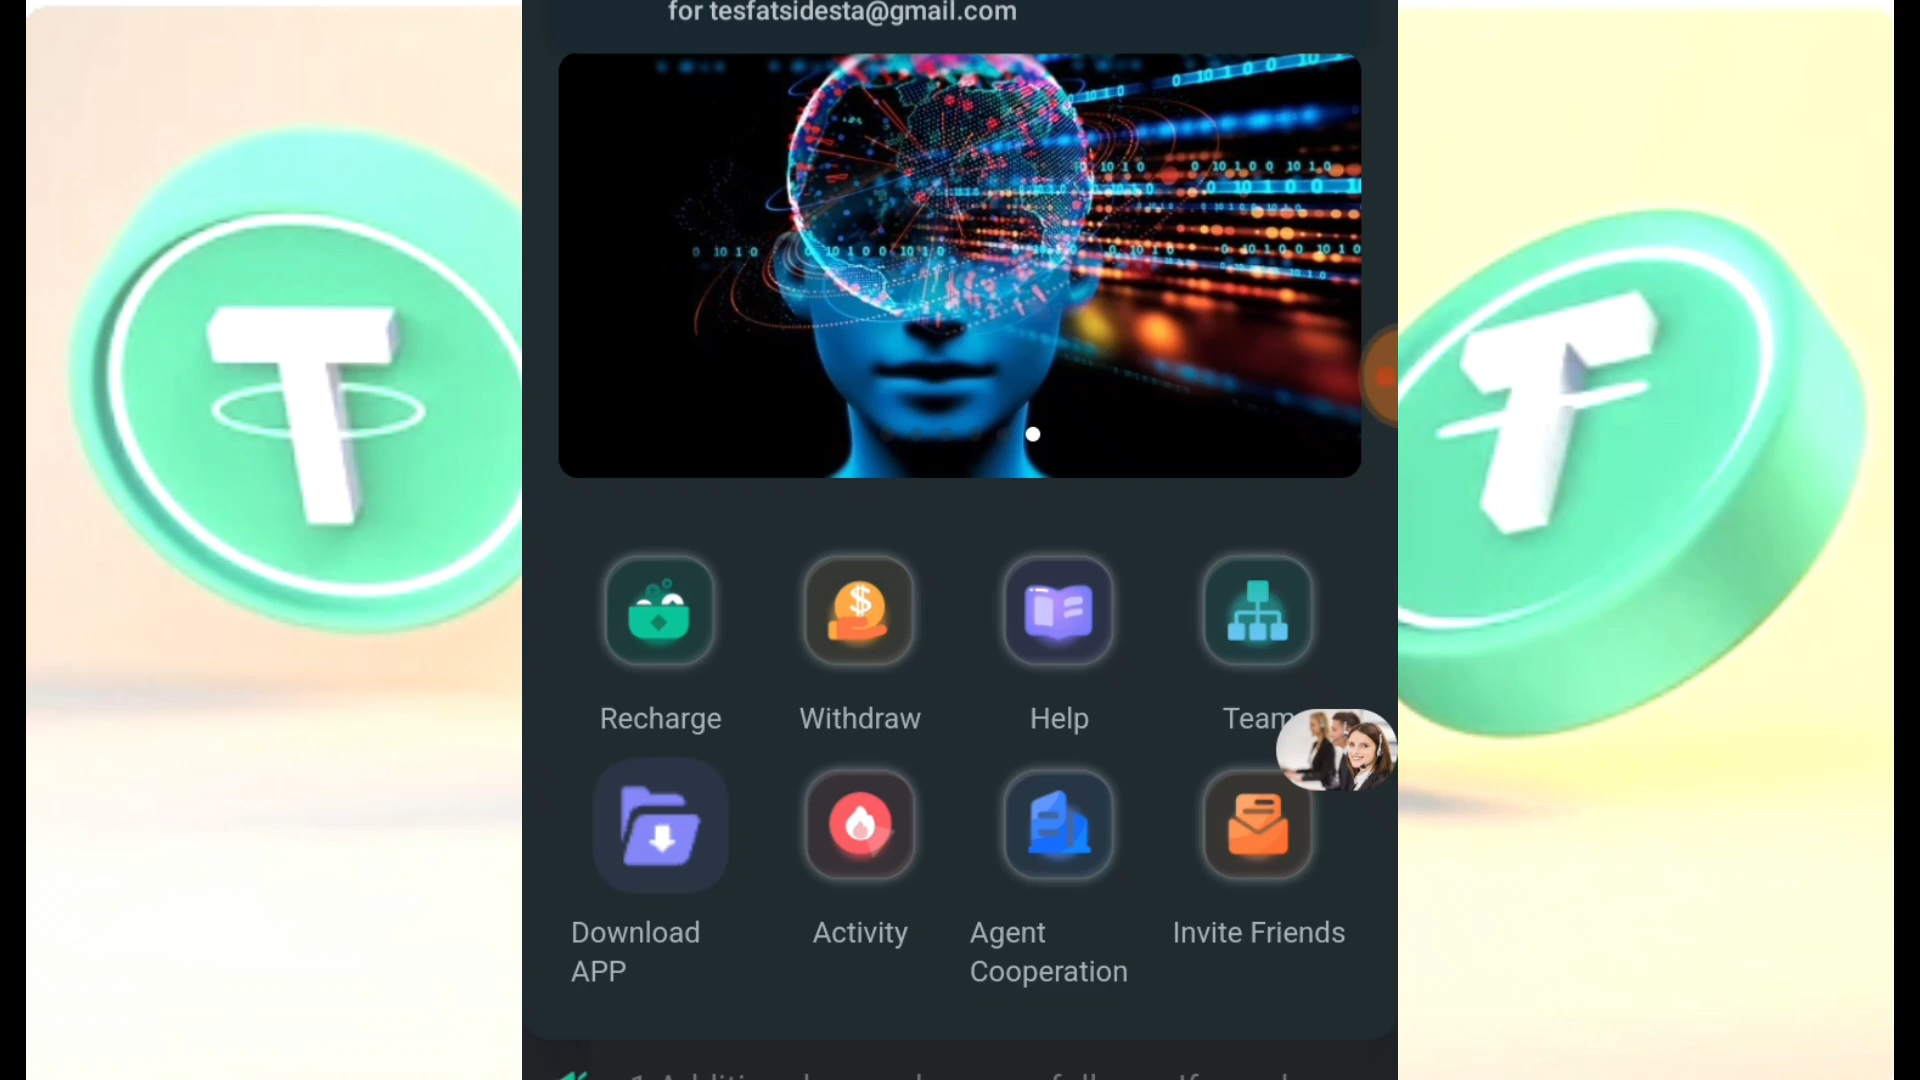 for tesfatsidesta@gmail.com
Recharge
Withdraw
Help
Team
Download
APP
Activity
Agent
Cooperation
Invite Friends